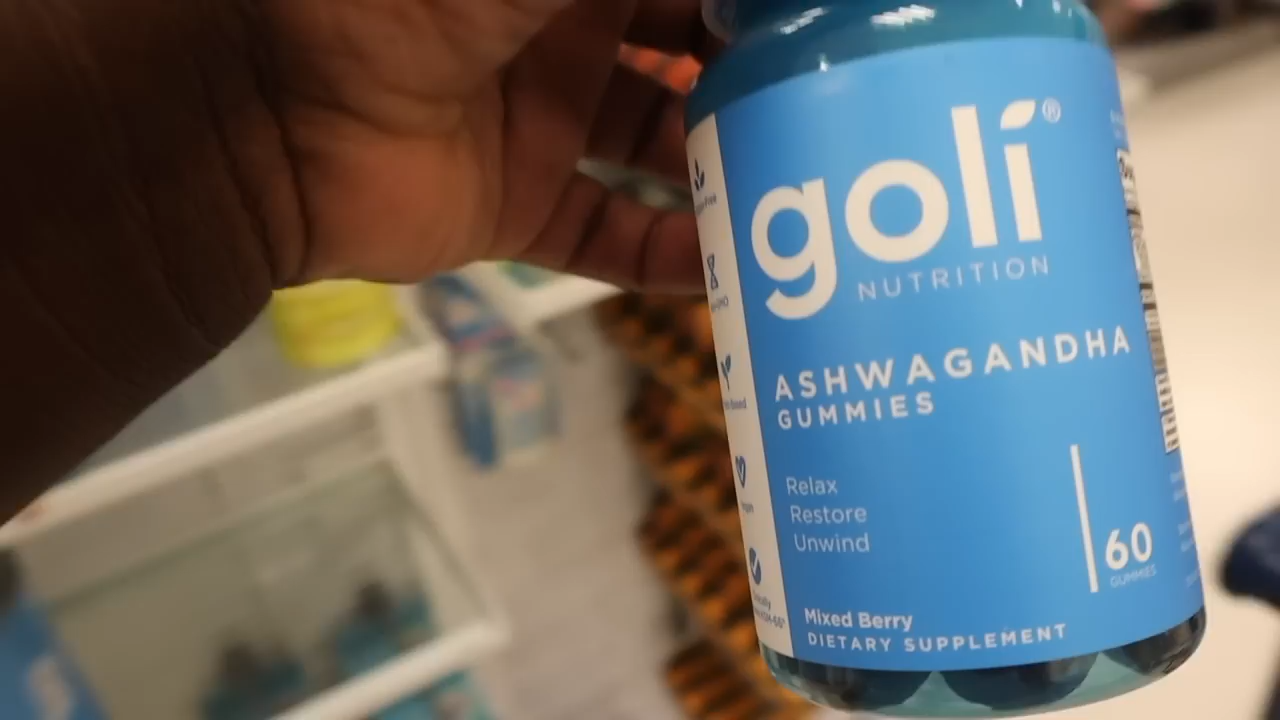 goli®
NUTRITION
ASHWAGANDHA
GUMMIES
Relax
Restore
Unwind
60
GUMMIES
Mixed Berry
DIETARY SUPPLEMENT